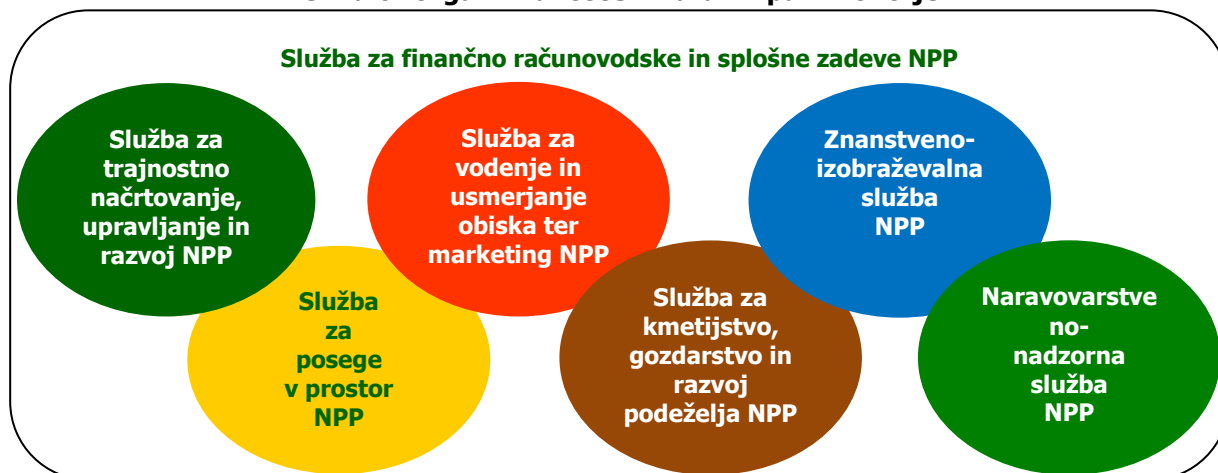 Služba za finančno računovodske in splošne zadeve NPP
Služba za
trajnostno
načrtovanje,
upravljanje in
razvoj NPP
Služba
za
posege
v prostor
NPP
Služba za
vodenje in
usmerjanje
obiska ter
marketing NPP
Služba za
kmetijstvo,
gozdarstvo in
razvoj
podeželja NPP
Znanstveno-
izobraževalna
služba
NPP
Naravovarstve
no-
nadzorna
služba
NPP